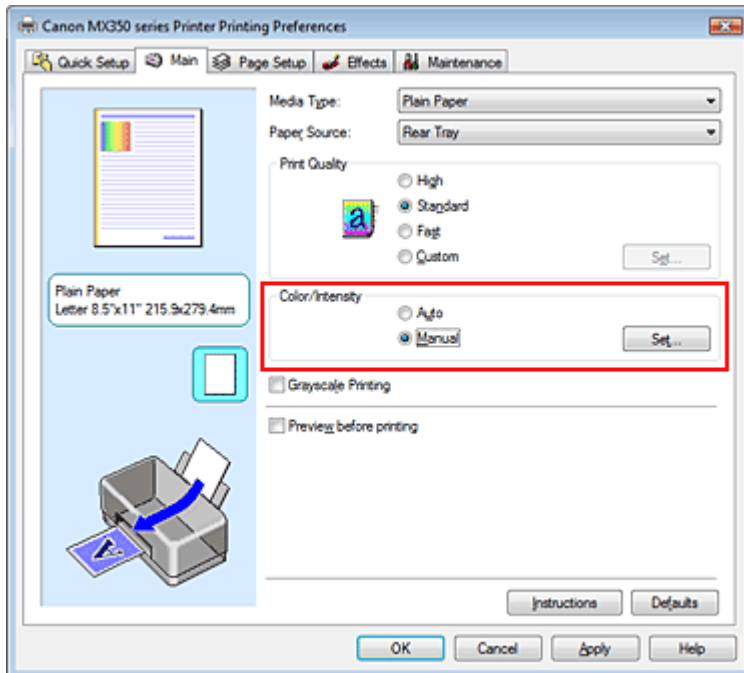 Canon MX350 series Printer Printing Preferences
Quick Setup Main Page Setup Effects Maintenance
Media Type: Plain Paper
Paper Source: Rear Tray
Print Quality
High
Standard
Fast
Custom Set...
Plain Paper
Letter 8.5"x11" 215.9x279.4mm
Color/Intensity
Auto
Manual Set...
Grayscale Printing
Preview before printing
Instructions Defaults
OK Cancel Apply Help